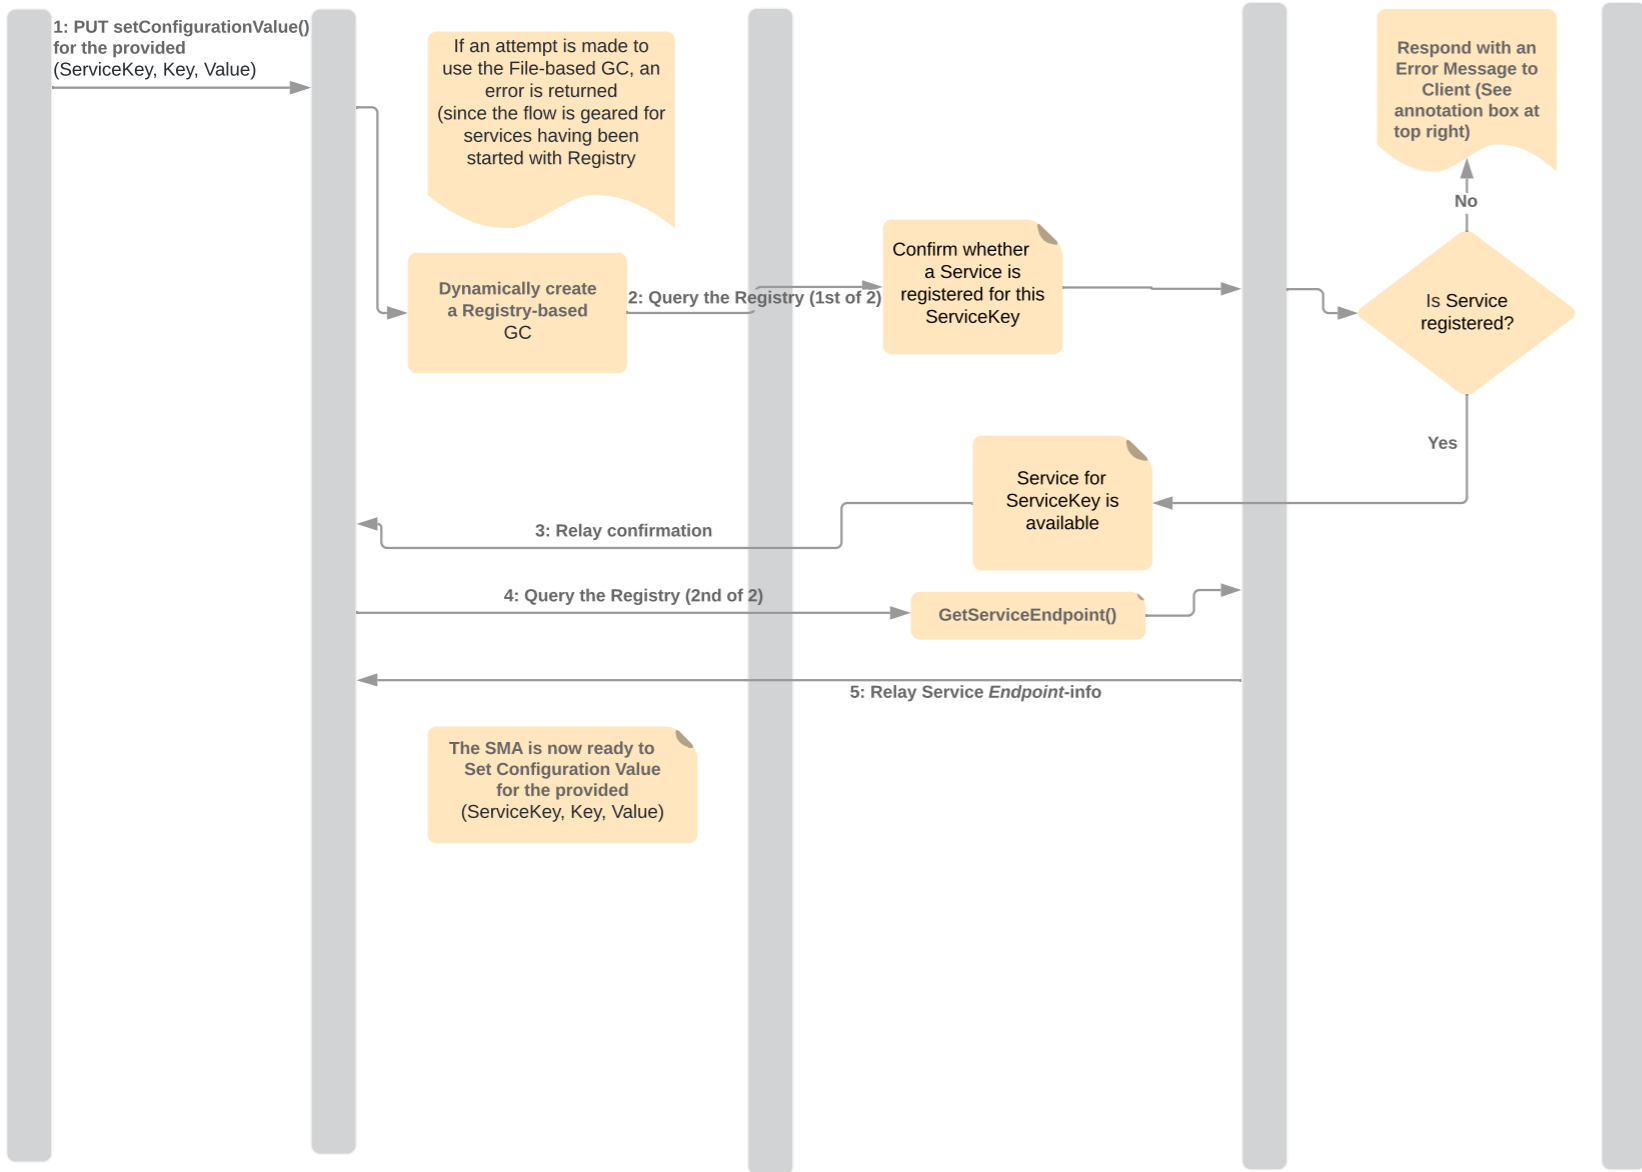 1: PUT setConfigurationValue()
for the provided
(ServiceKey, Key, Value)
If an attempt is made to
use the File-based GC, an
error is returned
(since the flow is geared for
services having been
started with Registry
Respond with an
Error Message to
Client (See
annotation box at
top right)
No
Dynamically create
a Registry-based
GC
2: Query the Registry (1st of 2)
Confirm whether
a Service is
registered for this
ServiceKey
Is Service
registered?
Yes
Service for
ServiceKey is
available
3: Relay confirmation
4: Query the Registry (2nd of 2)
GetServiceEndpoint()
5: Relay Service Endpoint-info
The SMA is now ready to
Set Configuration Value
for the provided
(ServiceKey, Key, Value)